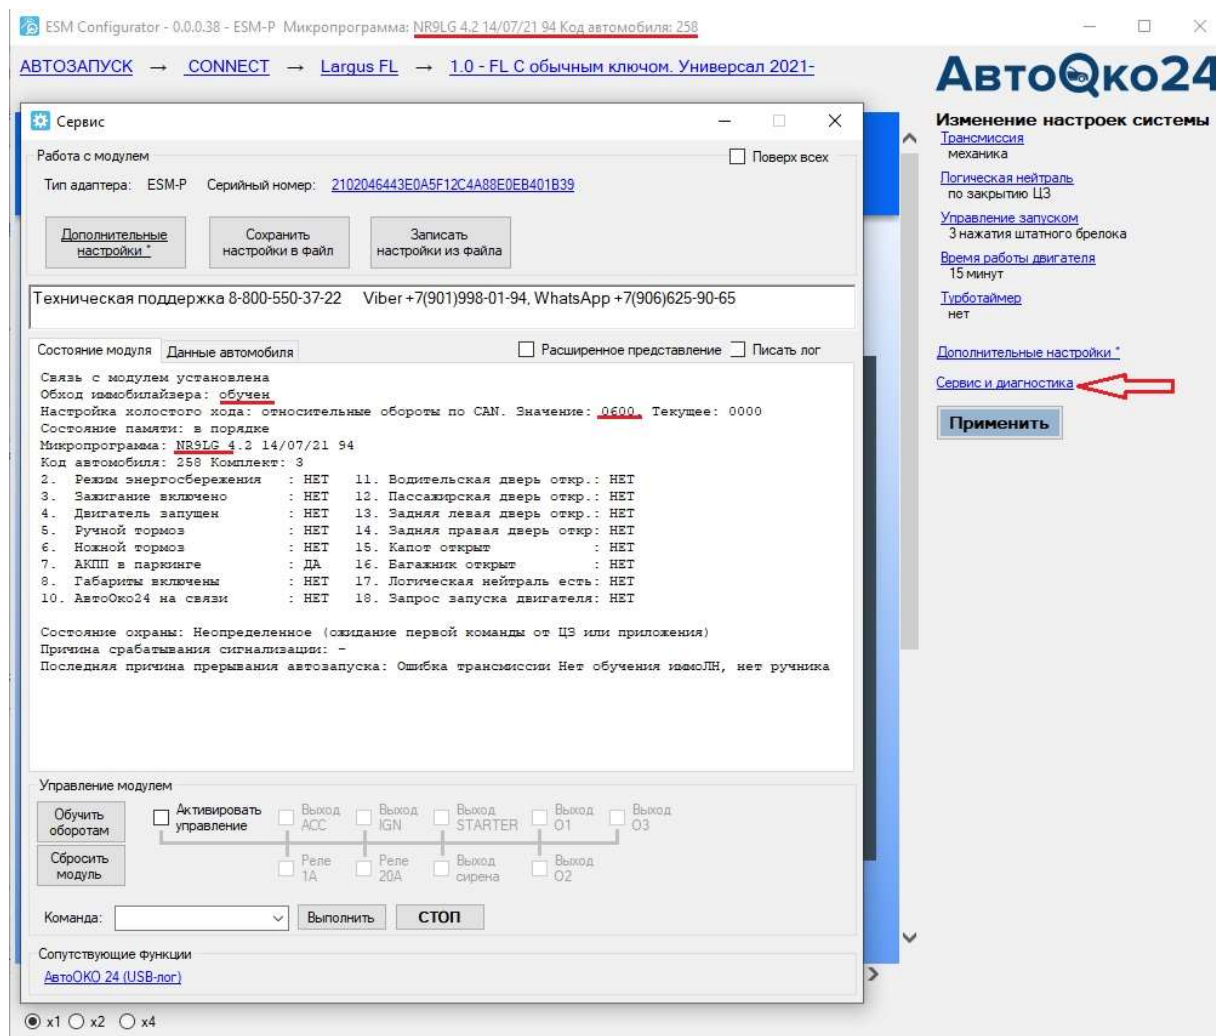 ESM Configurator - 0.0.0.38 - ESM-P Микропрограмма: NR9LG 4.2 14/07/21 94 Код автомобиля: 258
АВТОЗАПУСК → CONNECT → Largus FL → 1.0 - FL С обычным ключом. Универсал 2021-
АвтоОко24
Изменение настроек системы
Трансмиссия
механика
Логическая нейтраль
по закрытию ЦЗ
Управление запуском
3 нажатия штатного брелока
Время работы двигателя
15 минут
Турботаймер
нет
Дополнительные настройки *
Сервис и диагностика
Применить
Сервис
Работа с модулем
Поверх всех
Тип адаптера: ESM-P Серийный номер: 2102046443E0A5F12C4A88E0EB401B39
Дополнительные
настройки *
Сохранить
настройки в файл
Записать
настройки из файла
Техническая поддержка 8-800-550-37-22 Viber +7(901)998-01-94, WhatsApp +7(906)625-90-65
Состояние модуля Данные автомобиля Расширенное представление Писать лог
Связь с модулем установлена
Обход иммобилайзера: обучен
Настройка холостого хода: относительные обороты по CAN. Значение: 0600. Текущее: 0000
Состояние памяти: в порядке
Микропрограмма: NR9LG 4.2 14/07/21 94
Код автомобиля: 258 Комплект: 3
2. Режим энергосбережения : НЕТ 11. Водительская дверь откр.: НЕТ
3. Зажигание включено : НЕТ 12. Пассажирская дверь откр.: НЕТ
4. Двигатель запущен : НЕТ 13. Задняя левая дверь откр.: НЕТ
5. Ручной тормоз : НЕТ 14. Задняя правая дверь откр: НЕТ
6. Ножной тормоз : НЕТ 15. Капот открыт : НЕТ
7. АКПП в паркинге : ДА 16. Багажник открыт : НЕТ
8. Габариты включены : НЕТ 17. Логическая нейтраль есть: НЕТ
10. АвтоОко24 на связи : НЕТ 18. Запрос запуска двигателя: НЕТ
Состояние охраны: Неопределенное (ожидание первой команды от ЦЗ или приложения)
Причина срабатывания сигнализации: -
Последняя причина прерывания автозапуска: Ошибка трансмиссии Нет обучения иммоЛН, нет ручника
Управление модулем
Обучить
оборотам
Активировать
управление
Выход
ACC
Выход
IGN
Выход
STARTER
Выход
O1
Выход
O3
Сбросить
модуль
Реле
1А
Реле
20А
Выход
сирена
Выход
O2
Команда: Выполнить СТОП
Сопутствующие функции
АвтоОКО 24 (USB-лог)
x1 x2 x4